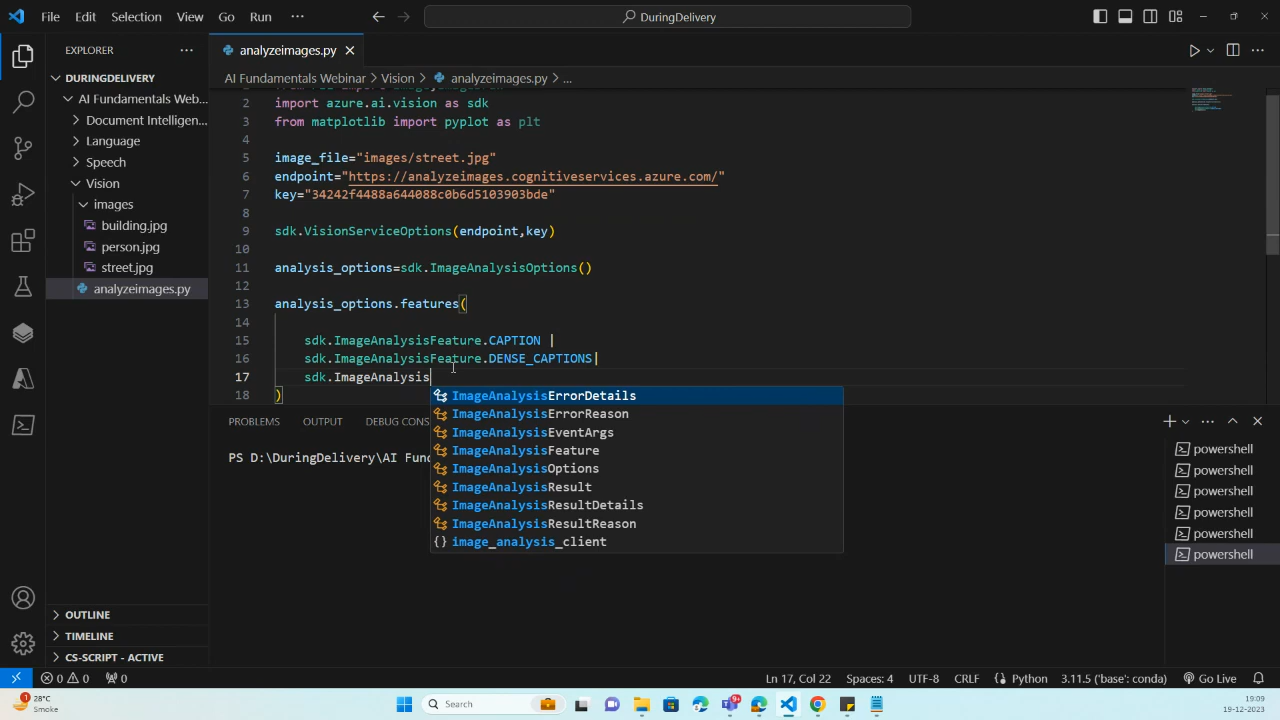 File Edit Selection View Go Run ··· DuringDelivery
EXPLORER ···
DURINGDELIVERY
AI Fundamentals Web...
Document Intelligen...
Language
Speech
Vision
images
building.jpg
person.jpg
street.jpg
analyzeimages.py
OUTLINE
TIMELINE
CS-SCRIPT - ACTIVE
analyzeimages.py
AI Fundamentals Webinar > Vision > analyzeimages.py > ...
2 import azure.ai.vision as sdk
3 from matplotlib import pyplot as plt
4
5 image_file="images/street.jpg"
6 endpoint="https://analyzeimages.cognitiveservices.azure.com/"
7 key="34242f4488a644088c0b6d5103903bde"
8
9 sdk.VisionServiceOptions(endpoint,key)
10
11 analysis_options=sdk.ImageAnalysisOptions()
12
13 analysis_options.features(
14
15 sdk.ImageAnalysisFeature.CAPTION |
16 sdk.ImageAnalysisFeature.DENSE_CAPTIONS|
17 sdk.ImageAnalysis
18 )
ImageAnalysisErrorDetails
ImageAnalysisErrorReason
ImageAnalysisEventArgs
ImageAnalysisFeature
ImageAnalysisOptions
ImageAnalysisResult
ImageAnalysisResultDetails
ImageAnalysisResultReason
{} image_analysis_client
PROBLEMS OUTPUT DEBUG CONS
PS D:\DuringDelivery\AI Fund
powershell
powershell
powershell
powershell
powershell
powershell
0 0 0 Ln 17, Col 22 Spaces: 4 UTF-8 CRLF Python 3.11.5 ('base': conda) Go Live
28°C
Smoke
Search
9+
19:09
19-12-2023